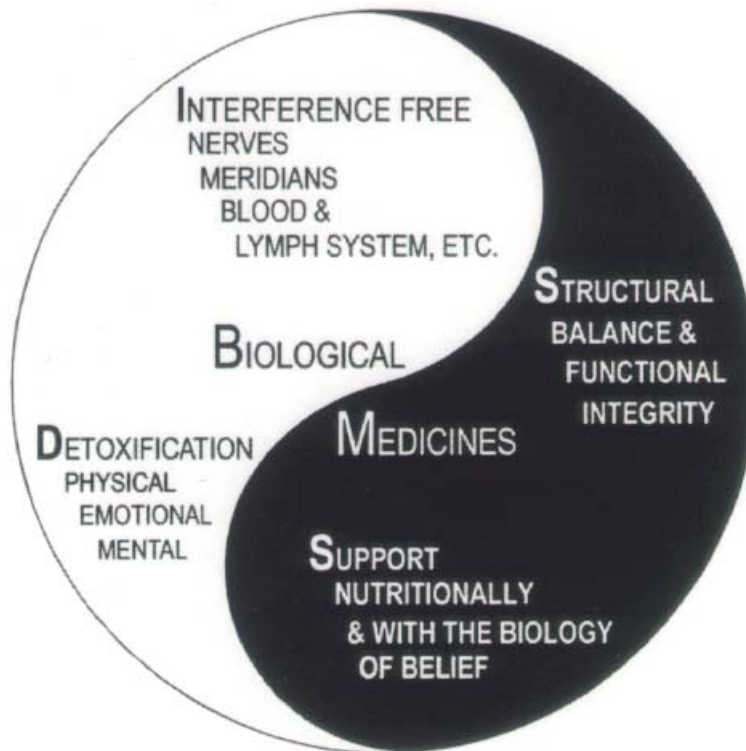 INTERFERENCE FREE
NERVES
MERIDIANS
BLOOD &
LYMPH SYSTEM, ETC.
STRUCTURAL
BALANCE &
FUNCTIONAL
INTEGRITY
BIOLOGICAL
MEDICINES
DETOXIFICATION
PHYSICAL
EMOTIONAL
MENTAL
SUPPORT
NUTRITIONALLY
& WITH THE BIOLOGY
OF BELIEF